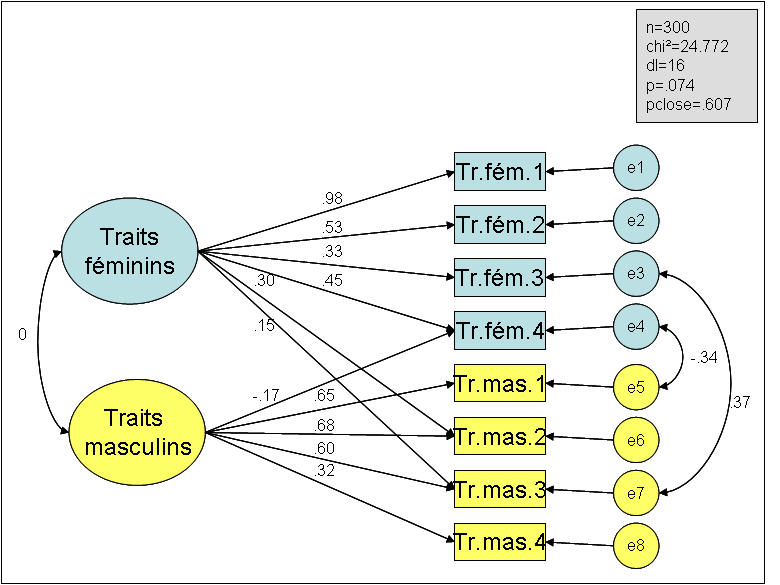 n=300
chi²=24.772
dl=16
p=.074
pclose=.607
Tr.fém.1
e1
.98
Tr.fém.2
e2
.53
Traits
féminins
.33
Tr.fém.3
e3
.30
.45
.15
Tr.fém.4
e4
0
-.34
Tr.mas.1
e5
-.17
.65
.37
Traits
masculins
.68
Tr.mas.2
e6
.60
.32
Tr.mas.3
e7
Tr.mas.4
e8